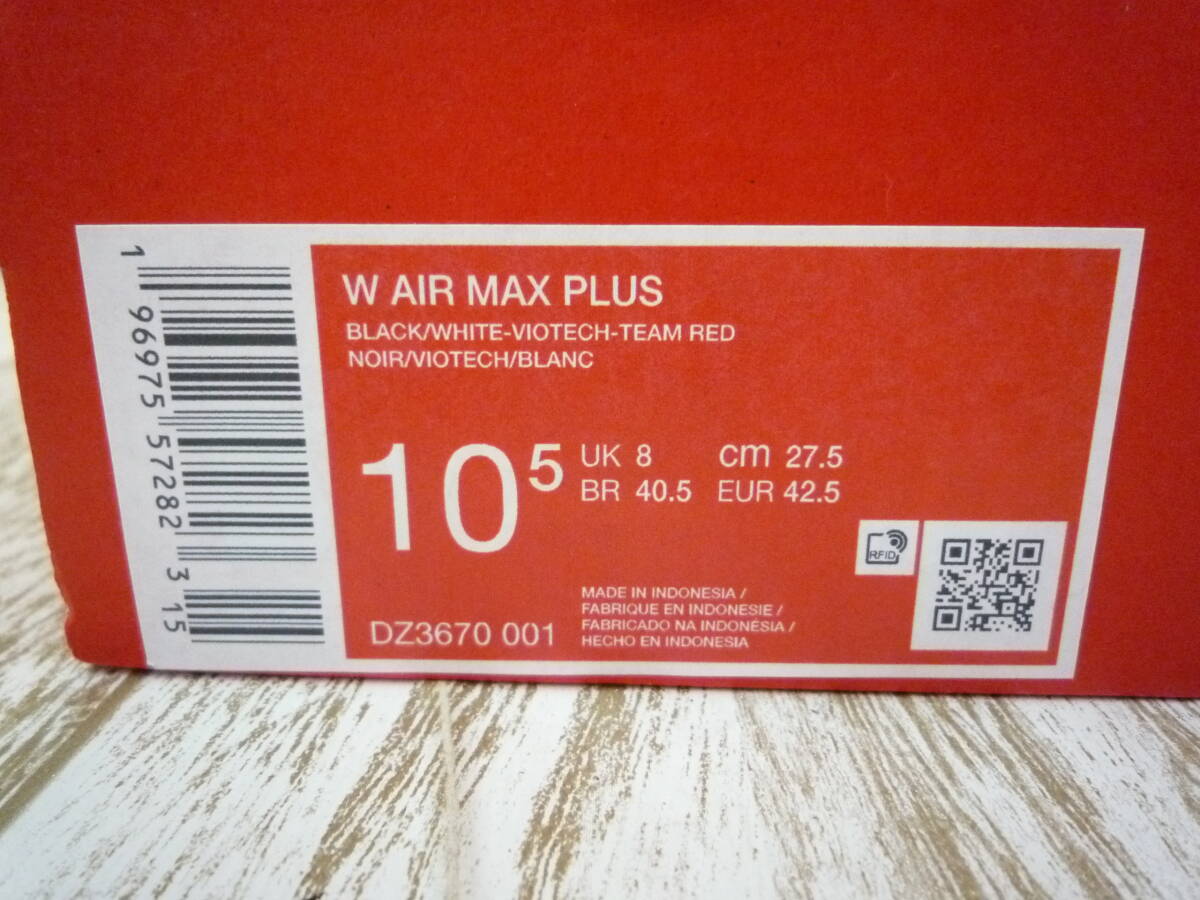 W AIR MAX PLUS
BLACK/WHITE-VIOTECH-TEAM RED
NOIR/VIOTECH/BLANC
10 5
UK 8 cm 27.5
BR 40.5 EUR 42.5
RFID
MADE IN INDONESIA /
FABRIQUE EN INDONESIE /
FABRICADO NA INDONÉSIA /
HECHO EN INDONESIA
DZ3670 001
1 96975 57282 3 15